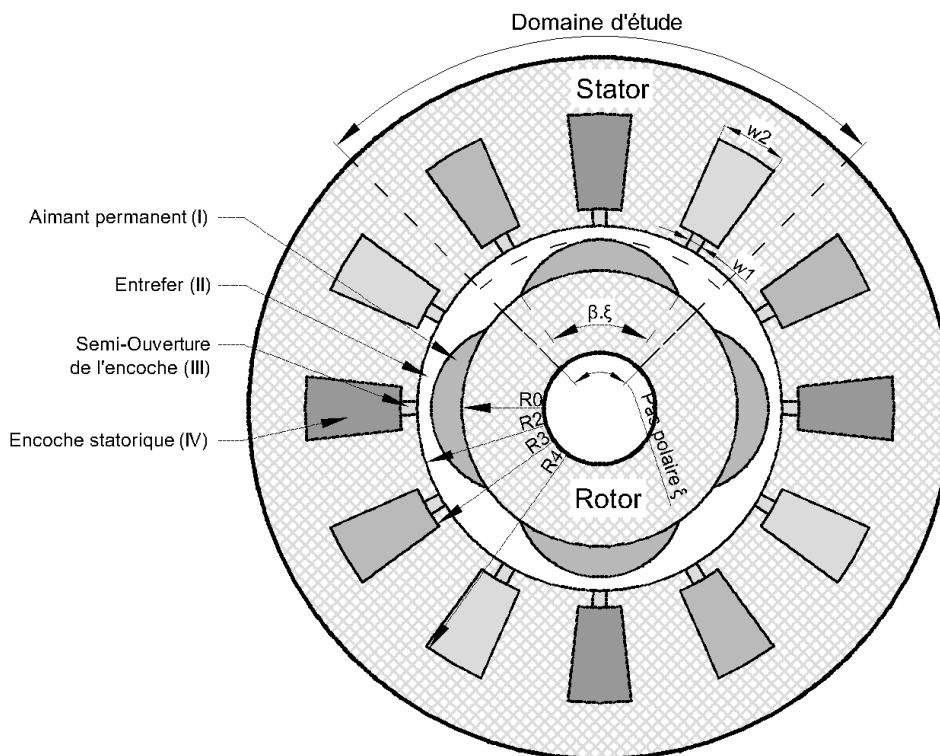 Domaine d'étude
Stator
w2
Aimant permanent (I)
Entrefer (II)
w1
β.ξ
Semi-Ouverture
de l'encoche (III)
R0
R2
R3
R4
Encoche statorique (IV)
Pas polaire ξ
Rotor